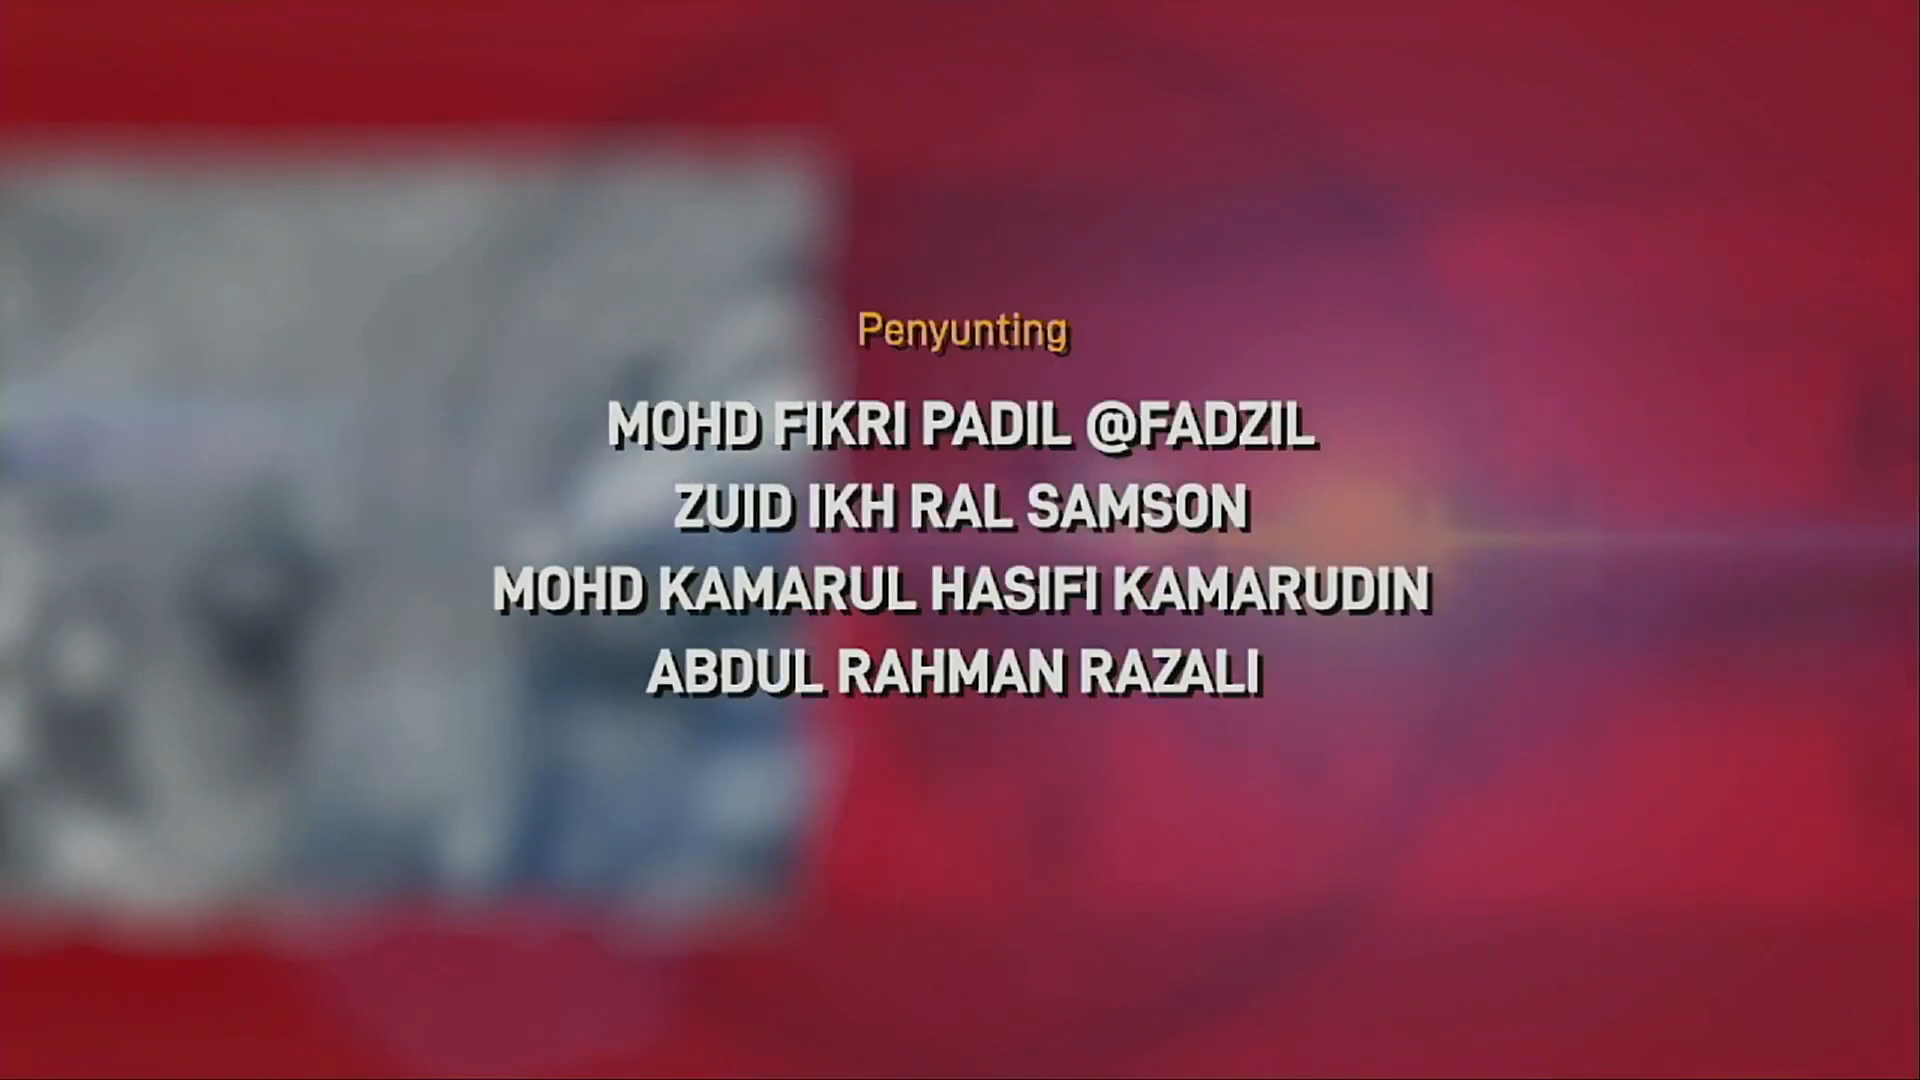 Penyunting
MOHD FIKRI PADIL @FADZIL
ZUID IKH RAL SAMSON
MOHD KAMARUL HASIFI KAMARUDIN
ABDUL RAHMAN RAZALI